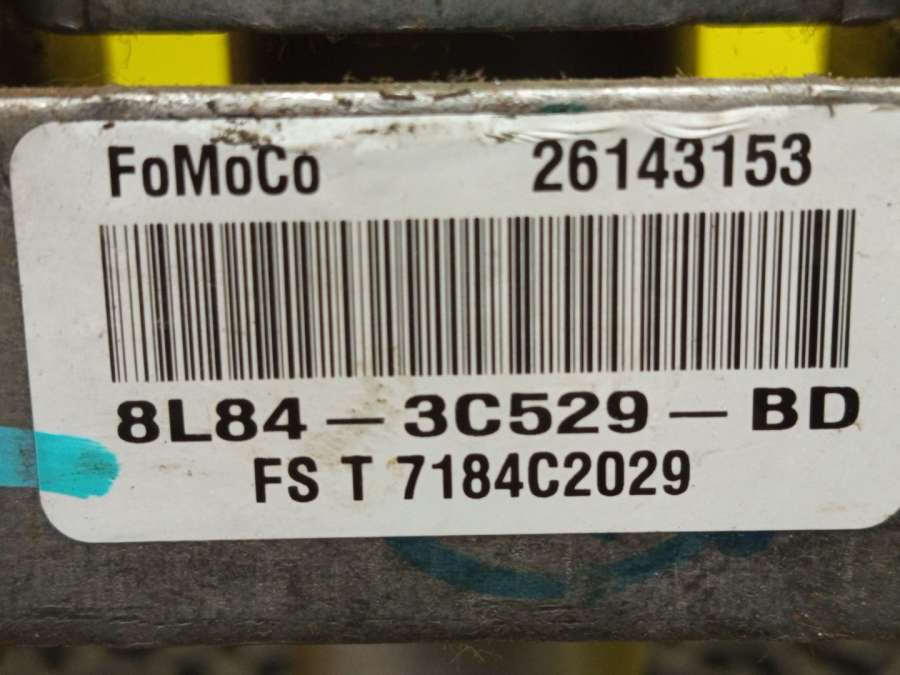 FoMoCo 26143153
8L84 - 3C529 - BD
FS T 7184C2029